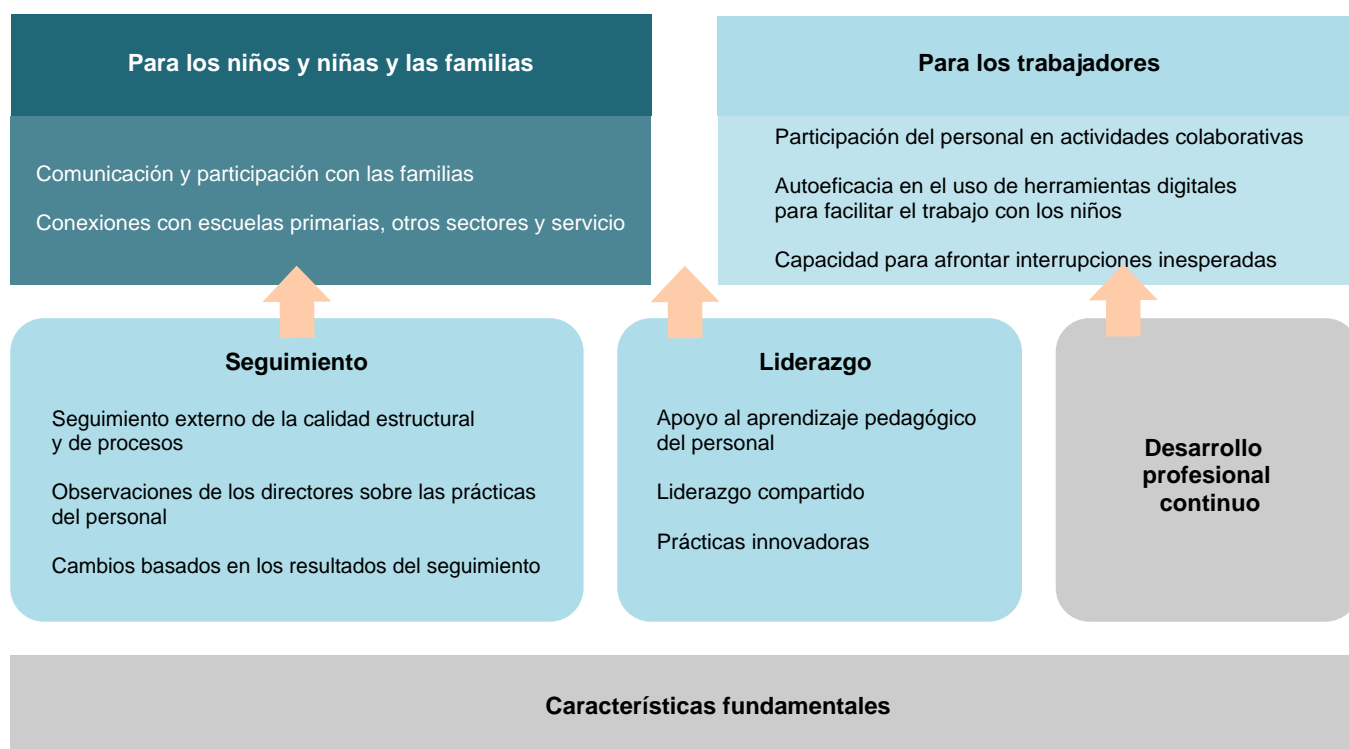 Para los niños y niñas y las familias
Comunicación y participación con las familias
Conexiones con escuelas primarias, otros sectores y servicio
Para los trabajadores
Participación del personal en actividades colaborativas
Autoeficacia en el uso de herramientas digitales
para facilitar el trabajo con los niños
Capacidad para afrontar interrupciones inesperadas
Seguimiento
Seguimiento externo de la calidad estructural
y de procesos
Observaciones de los directores sobre las prácticas
del personal
Cambios basados en los resultados del seguimiento
Liderazgo
Apoyo al aprendizaje pedagógico
del personal
Liderazgo compartido
Prácticas innovadoras
Desarrollo
profesional
continuo
Características fundamentales